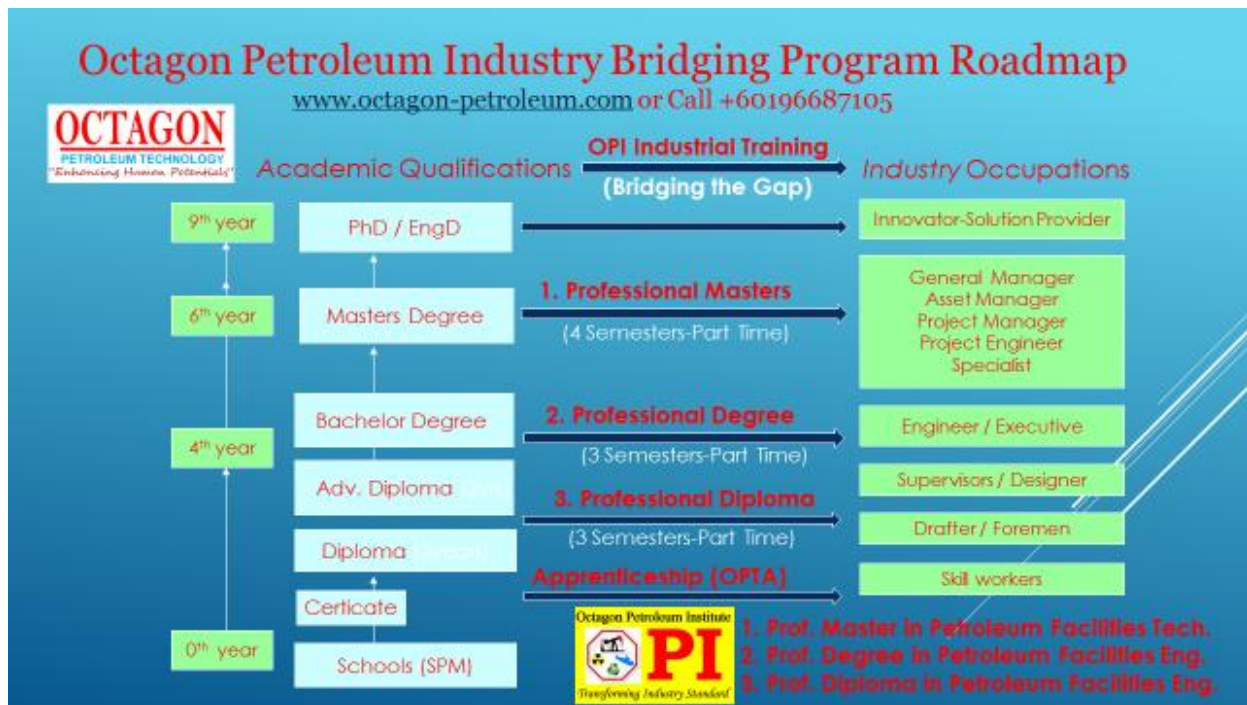 Octagon Petroleum Industry Bridging Program Roadmap
www.octagon-petroleum.com or Call +60196687105
OCTAGON
PETROLEUM TECHNOLOGY
"Enhancing Human Potentials"
Academic Qualifications
OPI Industrial Training
(Bridging the Gap)
Industry Occupations
9th year
PhD / EngD
Innovator-Solution Provider
6th year
Masters Degree
1. Professional Masters
(4 Semesters-Part Time)
General Manager
Asset Manager
Project Manager
Project Engineer
Specialist
4th year
Bachelor Degree
2. Professional Degree
(3 Semesters-Part Time)
Engineer / Executive
Adv. Diploma
3. Professional Diploma
(3 Semesters-Part Time)
Supervisors / Designer
Drafter / Foremen
Diploma
Apprenticeship (OPTA)
Skill workers
Certicate
0th year
Schools (SPM)
Octagon Petroleum Institute
PI
Transforming Industry Standard
1. Prof. Master in Petroleum Facilities Tech.
2. Prof. Degree in Petroleum Facilities Eng.
3. Prof. Diploma in Petroleum Facilities Eng.